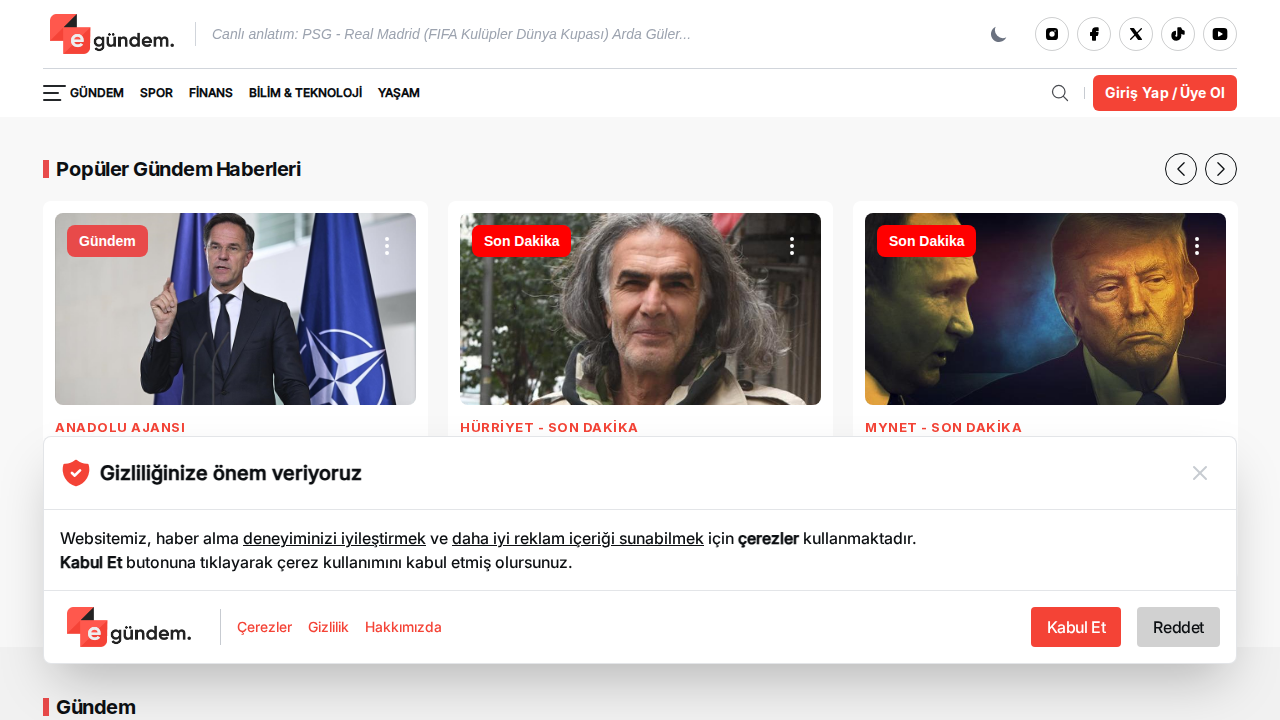 e gündem.
Canlı anlatım: PSG - Real Madrid (FIFA Kulüpler Dünya Kupası) Arda Güler...
GÜNDEM SPOR FİNANS BİLİM & TEKNOLOJİ YAŞAM
Giriş Yap / Üye Ol
Popüler Gündem Haberleri
Gündem
Son Dakika
Son Dakika
ANADOLU AJANSI
HÜRRİYET - SON DAKİKA
MYNET - SON DAKİKA
Gizliliğinize önem veriyoruz
Websitemiz, haber alma deneyiminizi iyileştirmek ve daha iyi reklam içeriği sunabilmek için çerezler kullanmaktadır.
Kabul Et butonuna tıklayarak çerez kullanımını kabul etmiş olursunuz.
e gündem.
Çerezler Gizlilik Hakkımızda
Kabul Et
Reddet
Gündem